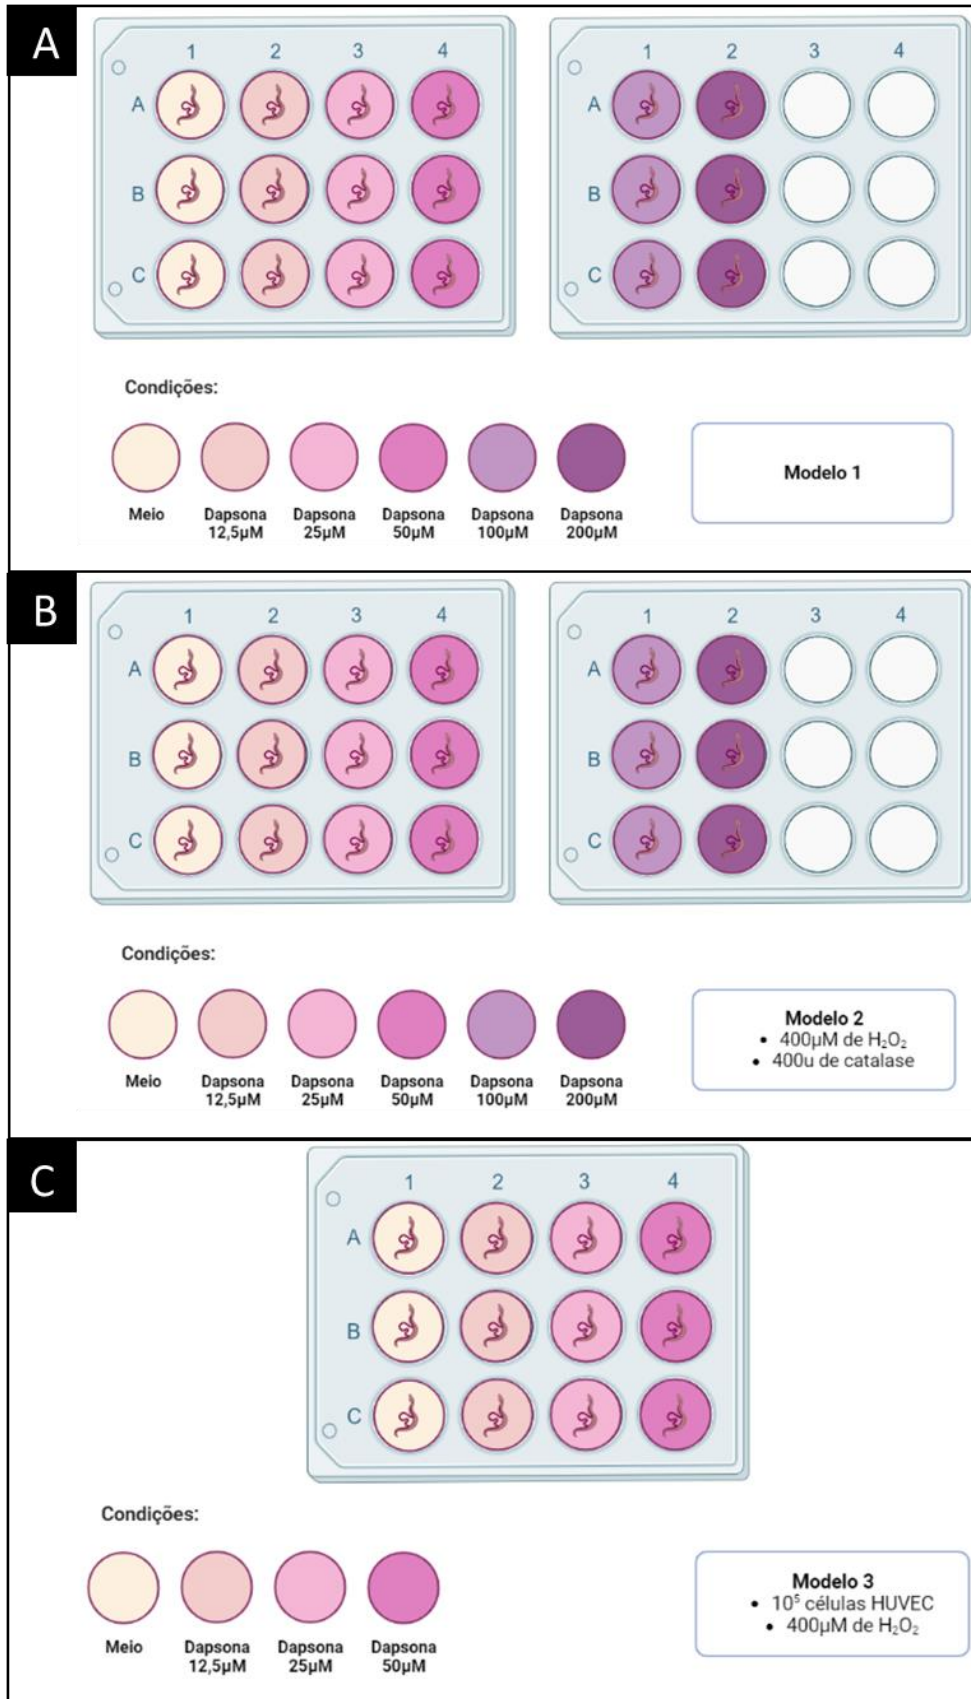 A
1 2 3 4
A
B
C
1 2 3 4
A
B
C
Condições:
Meio
Dapsona
12,5µM
Dapsona
25µM
Dapsona
50µM
Dapsona
100µM
Dapsona
200µM
Modelo 1
B
1 2 3 4
A
B
C
1 2 3 4
A
B
C
Condições:
Meio
Dapsona
12,5µM
Dapsona
25µM
Dapsona
50µM
Dapsona
100µM
Dapsona
200µM
Modelo 2
• 400µM de H₂O₂
• 400u de catalase
C
1 2 3 4
A
B
C
Condições:
Meio
Dapsona
12,5µM
Dapsona
25µM
Dapsona
50µM
Modelo 3
• 10⁵ células HUVEC
• 400µM de H₂O₂